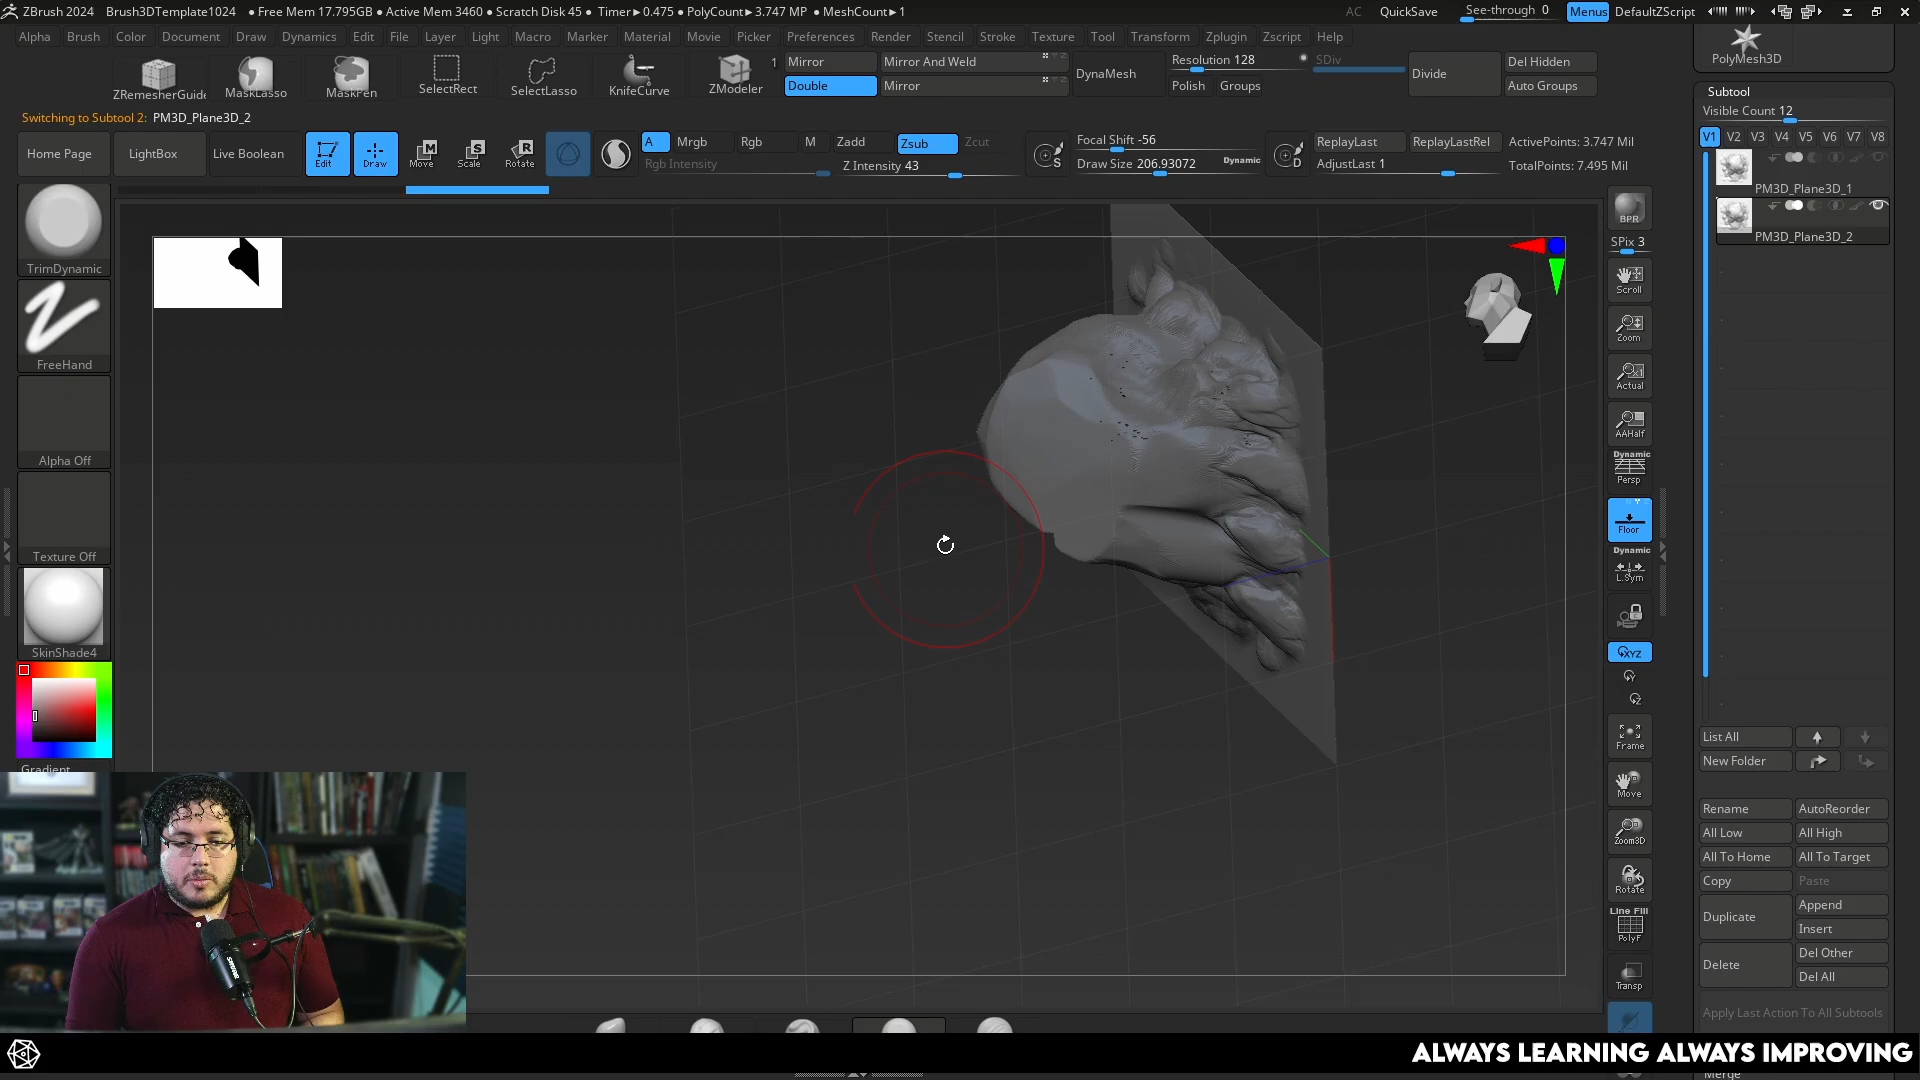 ZBrush 2024 Brush3DTemplate1024 ● Free Mem 17.795GB ● Active Mem 3460 ● Scratch Disk 45 ● Timer►0.475 ● PolyCount►3.747 MP ● MeshCount►1 AC QuickSave See-through 0 Menus DefaultZScript
Alpha Brush Color Document Draw Dynamics Edit File Layer Light Macro Marker Material Movie Picker Preferences Render Stencil Stroke Texture Tool Transform Zplugin Zscript Help
PolyMesh3D
ZRemesherGuide MaskLasso MaskPen SelectRect SelectLasso KnifeCurve ZModeler 1
Mirror Mirror And Weld
Double Mirror
DynaMesh
Resolution 128
Polish Groups
SDiv
Divide
Del Hidden
Auto Groups
Switching to Subtool 2: PM3D_Plane3D_2
Home Page LightBox Live Boolean Edit Draw Move Scale Rotate
A Mrgb Rgb M Zadd Zsub Zcut
Rgb Intensity Z Intensity 43
S
Focal Shift -56
Draw Size 206.93072 Dynamic
D
ReplayLast ReplayLastRel
AdjustLast 1
ActivePoints: 3.747 Mil
TotalPoints: 7.495 Mil
TrimDynamic
FreeHand
Alpha Off
Texture Off
SkinShade4
Gradient
BPR
SPix 3
Scroll
Zoom
Actual
AAHalf
Dynamic
Persp
Floor
Dynamic
L.Sym
XYZ
Y
Z
Frame
Move
Zoom3D
Rotate
Line Fill
PolyF
Transp
Subtool
Visible Count 12
V1 V2 V3 V4 V5 V6 V7 V8
PM3D_Plane3D_1
PM3D_Plane3D_2
List All
New Folder
Rename AutoReorder
All Low All High
All To Home All To Target
Copy Paste
Duplicate Append
Insert
Delete Del Other
Del All
Apply Last Action To All Subtools
ALWAYS LEARNING ALWAYS IMPROVING
Merge